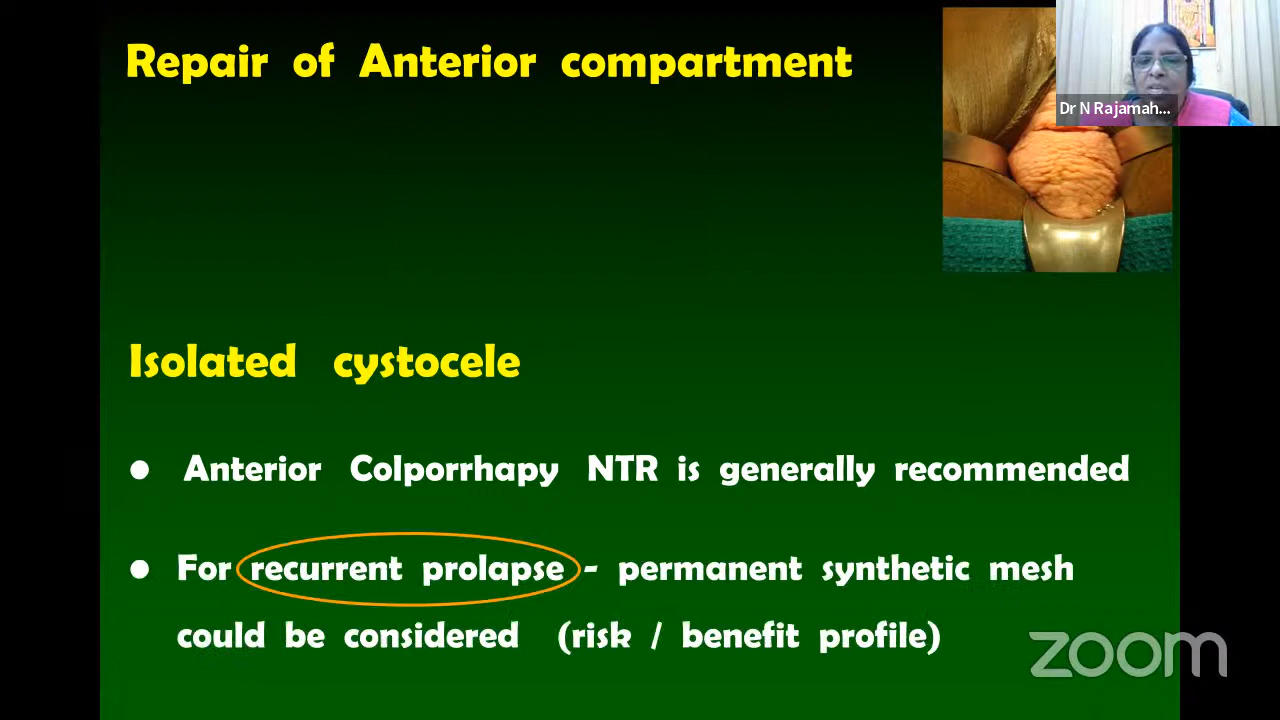 Repair of Anterior compartment
Dr N Rajamah...
Isolated cystocele
● Anterior Colporrhapy NTR is generally recommended
● For recurrent prolapse - permanent synthetic mesh
could be considered (risk / benefit profile)
zoom